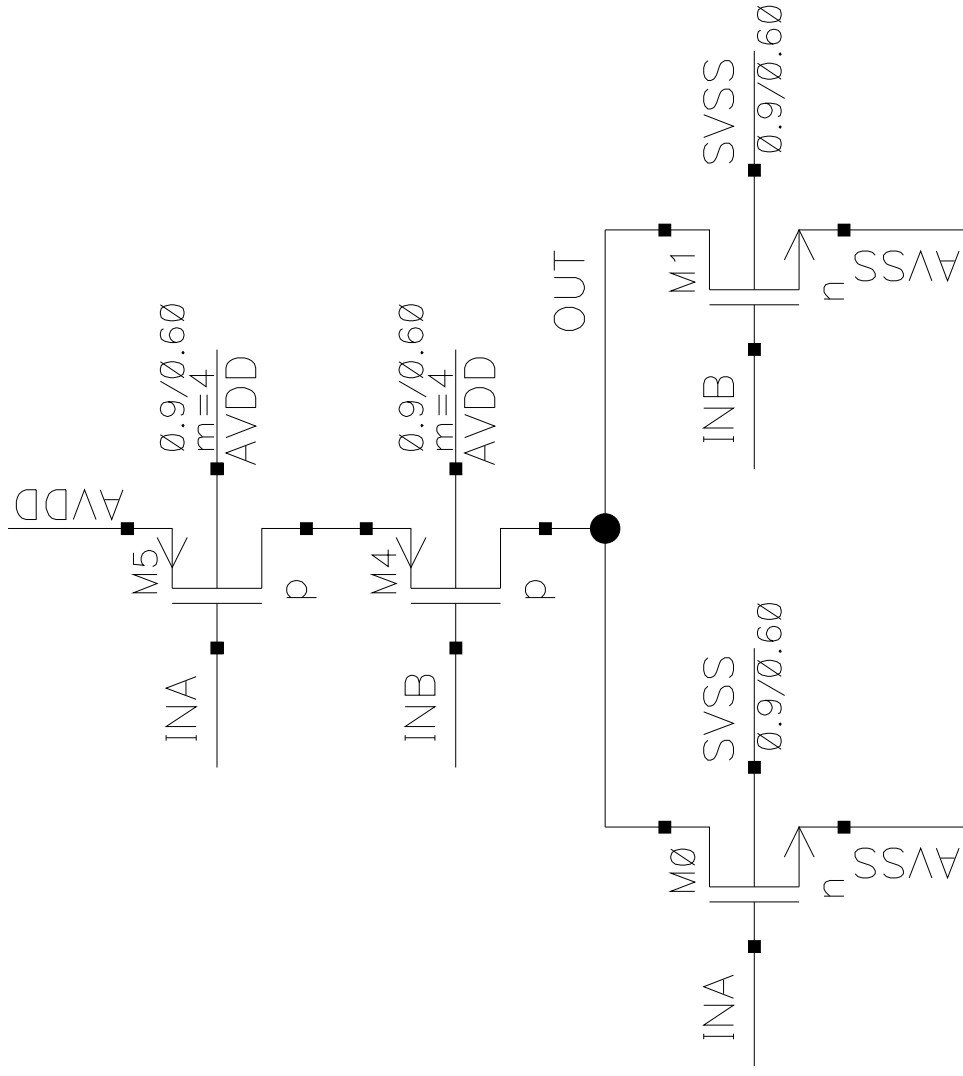 AVDD
M5
0.9/0.60
m=4
AVDD
INA
p
M4
0.9/0.60
m=4
AVDD
INB
p
OUT
M1
SVSS
0.9/0.60
INB
n
AVSS
M0
SVSS
0.9/0.60
INA
n
AVSS